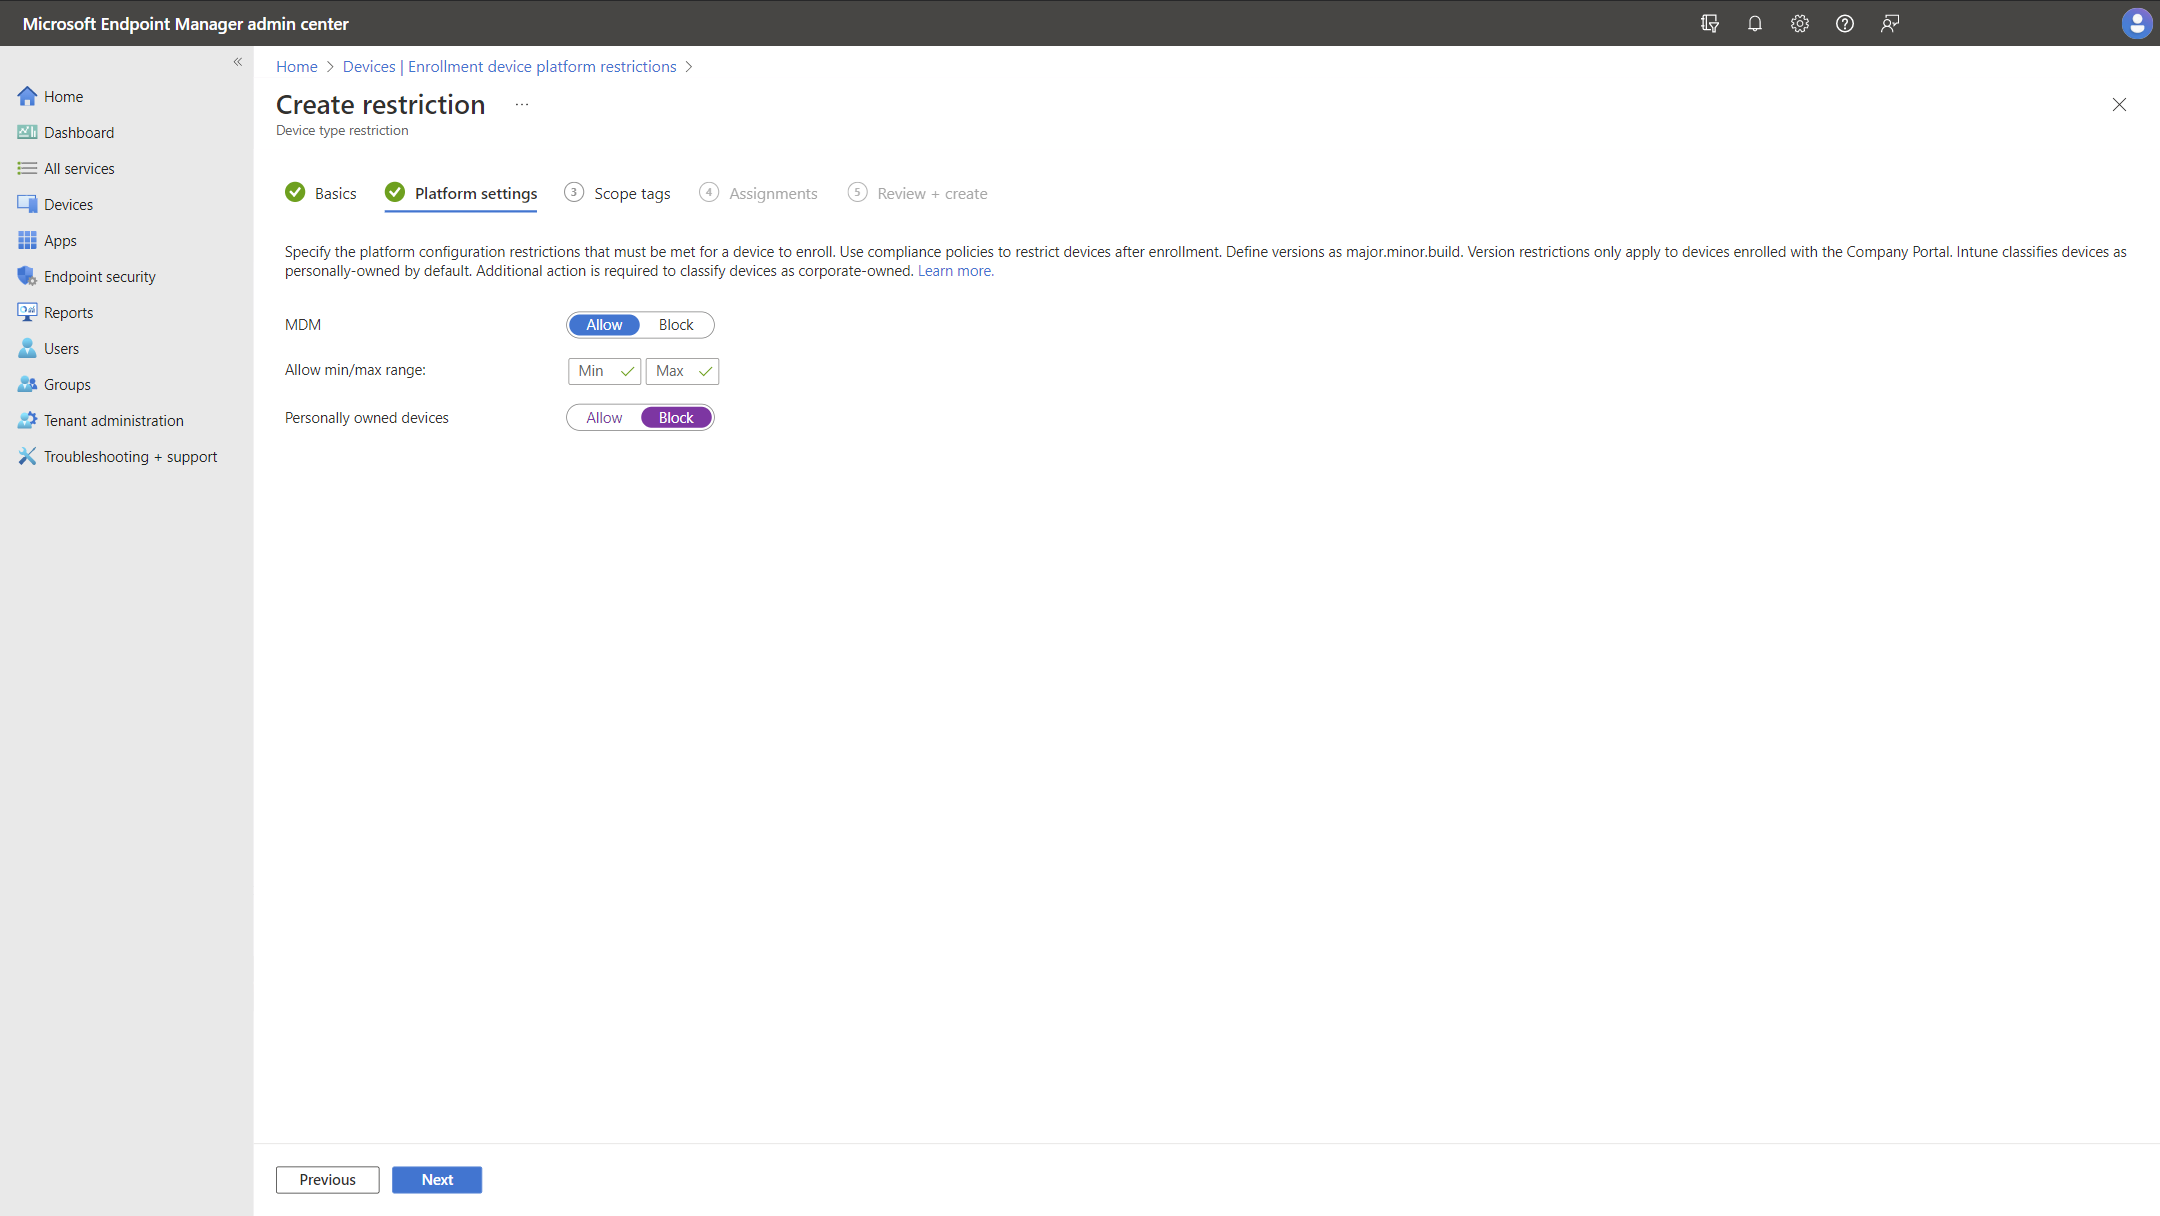 Microsoft Endpoint Manager admin center
Home
Dashboard
All services
Devices
Apps
Endpoint security
Reports
Users
Groups
Tenant administration
Troubleshooting + support
Home > Devices | Enrollment device platform restrictions >
Create restriction ...
Device type restriction
Basics Platform settings 3 Scope tags 4 Assignments 5 Review + create
Specify the platform configuration restrictions that must be met for a device to enroll. Use compliance policies to restrict devices after enrollment. Define versions as major.minor.build. Version restrictions only apply to devices enrolled with the Company Portal. Intune classifies devices as
personally-owned by default. Additional action is required to classify devices as corporate-owned. Learn more.
MDM Allow Block
Allow min/max range: Min Max
Personally owned devices Allow Block
Previous Next